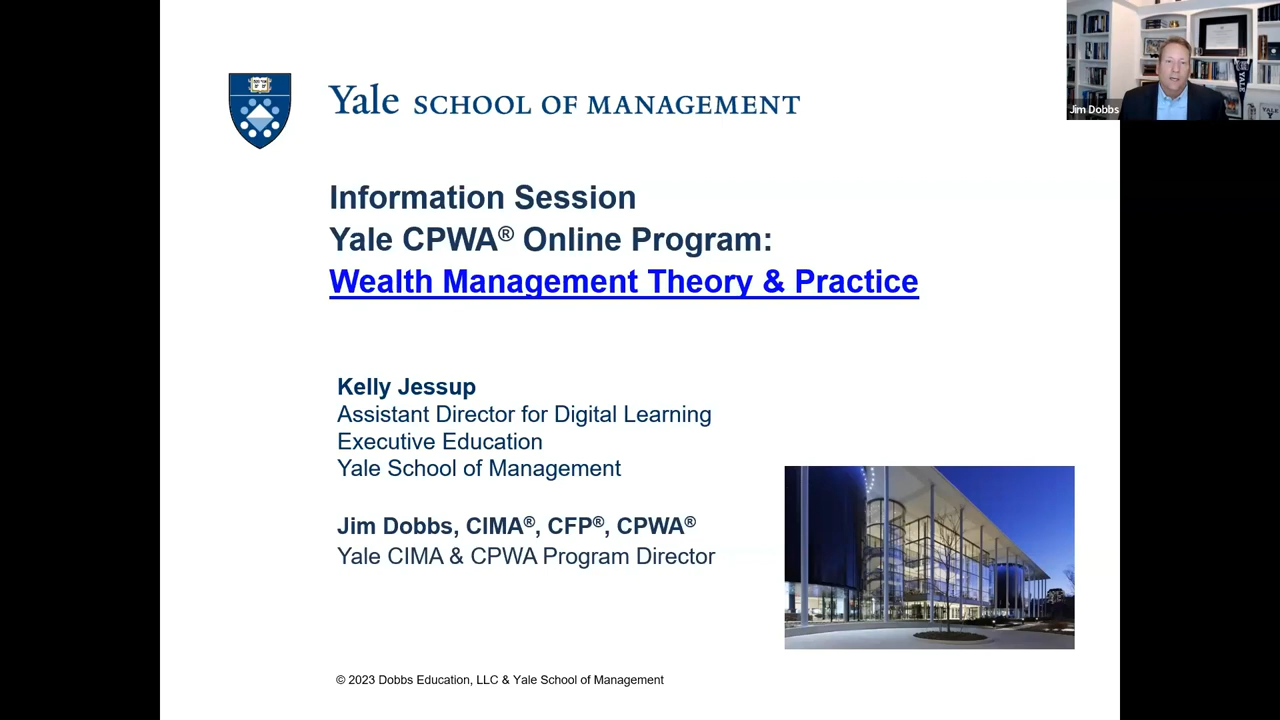 Yale SCHOOL OF MANAGEMENT
Jim Dobbs
YALE
Information Session
Yale CPWA® Online Program:
Wealth Management Theory & Practice
Kelly Jessup
Assistant Director for Digital Learning
Executive Education
Yale School of Management
Jim Dobbs, CIMA®, CFP®, CPWA®
Yale CIMA & CPWA Program Director
© 2023 Dobbs Education, LLC & Yale School of Management